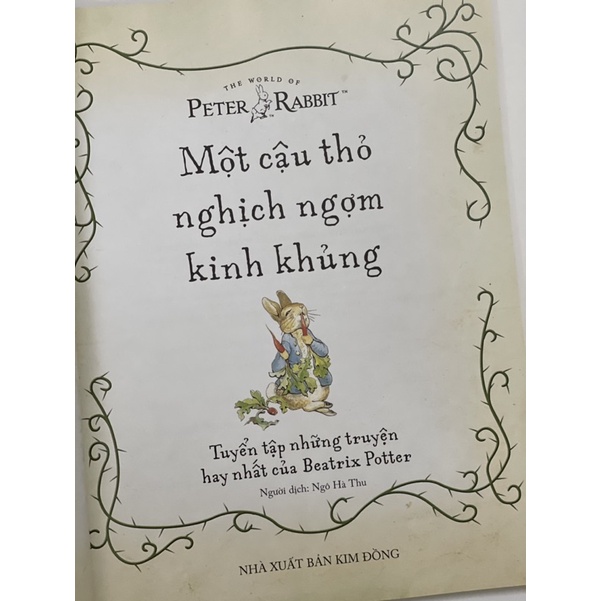 THE WORLD OF
PETER RABBIT™
Một cậu thỏ
nghịch ngợm
kinh khủng
Tuyển tập những truyện
hay nhất của Beatrix Potter
Người dịch: Ngô Hà Thu
NHÀ XUẤT BẢN KIM ĐỒNG